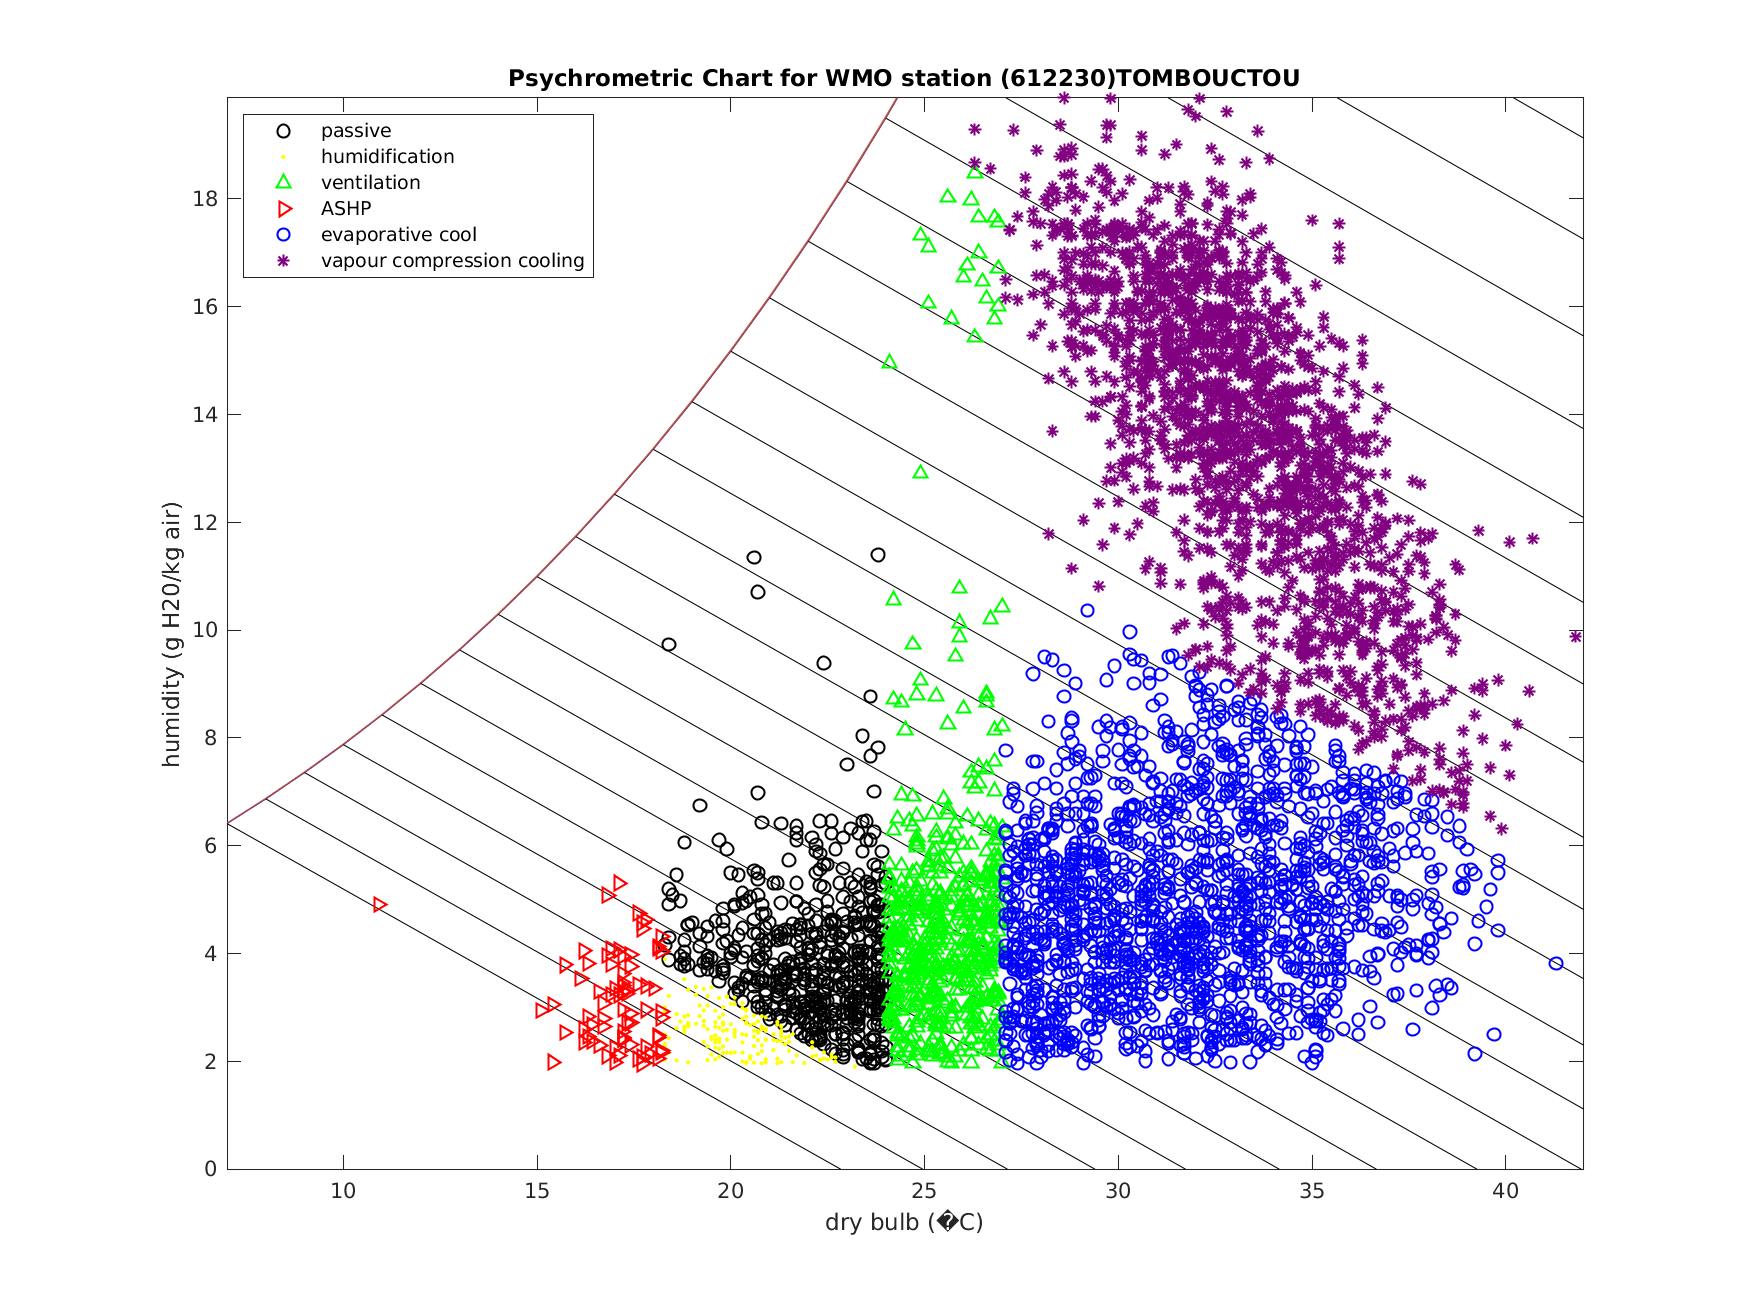 Psychrometric Chart for WMO station (612230)TOMBOUCTOU
passive
humidification
ventilation
ASHP
evaporative cool
vapour compression cooling
humidity (g H20/kg air)
18
16
14
12
10
8
6
4
2
0
10 15 20 25 30 35 40
dry bulb (�C)